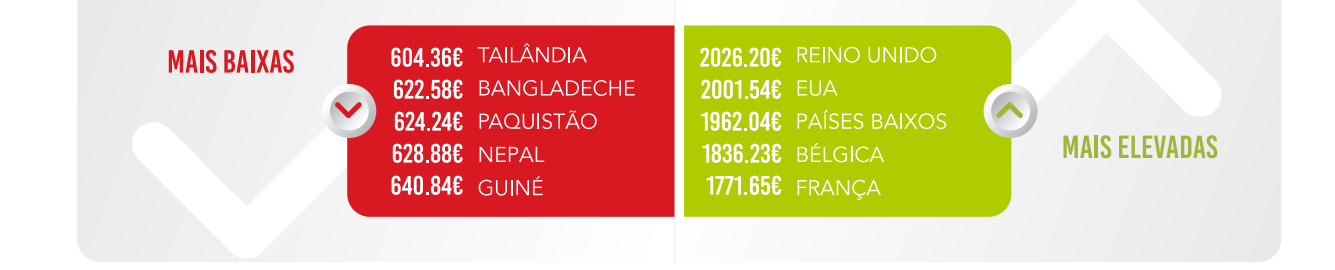 MAIS BAIXAS
604.36€ TAILÂNDIA
622.58€ BANGLADECHE
624.24€ PAQUISTÃO
628.88€ NEPAL
640.84€ GUINÉ
2026.20€ REINO UNIDO
2001.54€ EUA
1962.04€ PAÍSES BAIXOS
1836.23€ BÉLGICA
1771.65€ FRANÇA
MAIS ELEVADAS